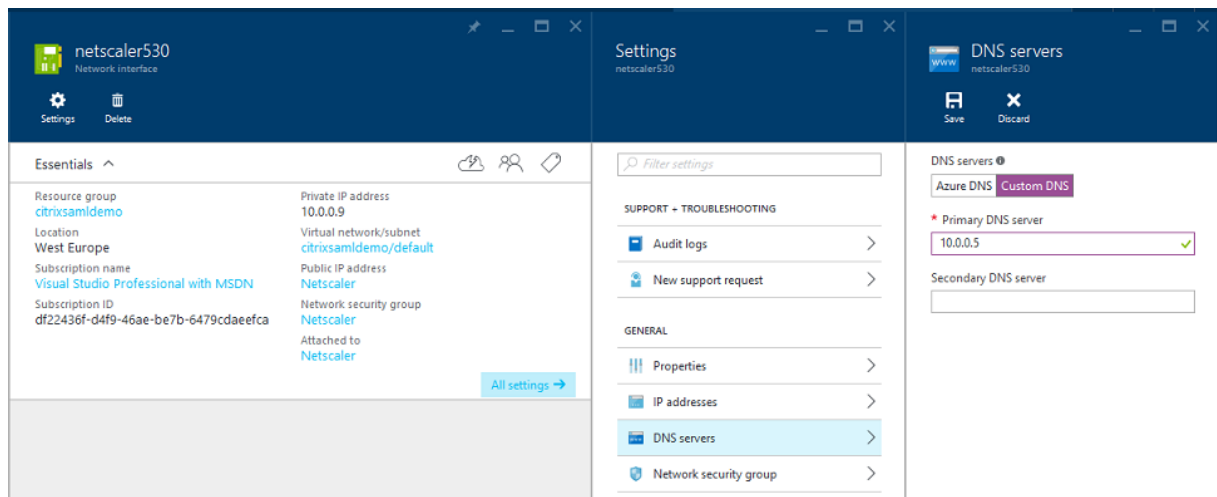 netscaler530
Network interface
Settings
Delete
Essentials
Resource group
citrixsamldemo
Location
West Europe
Subscription name
Visual Studio Professional with MSDN
Subscription ID
df22436f-d4f9-46ae-be7b-6479cdaeefca
Private IP address
10.0.0.9
Virtual network/subnet
citrixsamldemo/default
Public IP address
Netscaler
Network security group
Netscaler
Attached to
Netscaler
All settings →
Settings
netscaler530
Filter settings
SUPPORT + TROUBLESHOOTING
Audit logs
New support request
GENERAL
Properties
IP addresses
DNS servers
Network security group
WWW
DNS servers
netscaler530
Save
Discard
DNS servers
Azure DNS Custom DNS
* Primary DNS server
10.0.0.5
Secondary DNS server